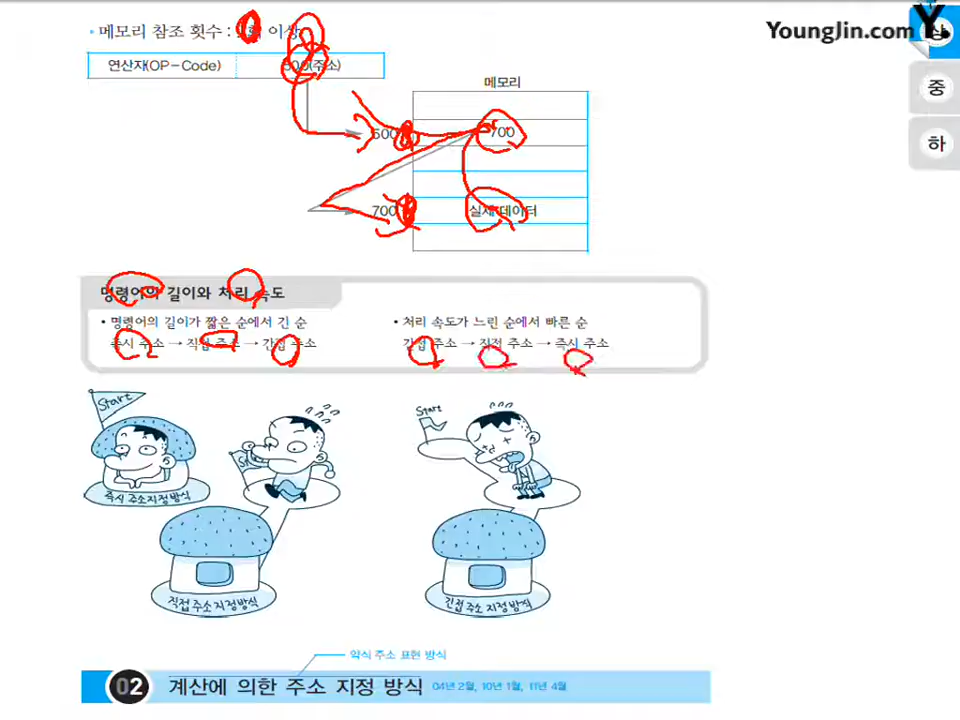 • 메모리 참조 횟수 : 이상
YoungJin.com Y.
연산자(OP-Code)
500(주소)
메모리
500
700
700
실제 데이터
상
중
하
명령어의 길이와 처리 속도
• 명령어의 길이가 짧은 순에서 긴 순
즉시 주소 → 직접 주소 → 간접 주소
• 처리 속도가 느린 순에서 빠른 순
간접 주소 → 직접 주소 → 즉시 주소
Start
즉시 주소지정방식
직접 주소지정방식
Start
간접 주소지정방식
약식 주소 표현 방식
02 계산에 의한 주소 지정 방식 04년 2월, 10년 1월, 11년 4월